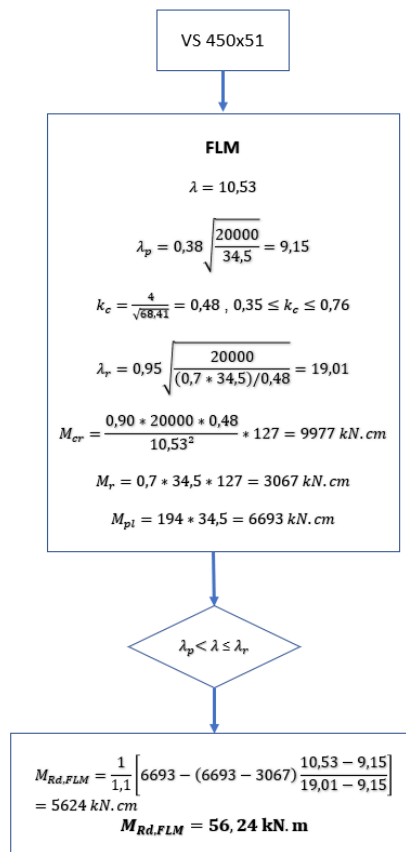 VS 450x51
FLM
λ = 10,53
λ_p = 0,38 √(20000/34,5) = 9,15
k_c = 4/√68,41 = 0,48 , 0,35 ≤ k_c ≤ 0,76
λ_r = 0,95 √(20000/((0,7 * 34,5)/0,48)) = 19,01
M_cr = (0,90 * 20000 * 0,48)/10,53² * 127 = 9977 kN.cm
M_r = 0,7 * 34,5 * 127 = 3067 kN.cm
M_pl = 194 * 34,5 = 6693 kN.cm
λ_p < λ ≤ λ_r
M_Rd,FLM = 1/1,1 [6693 − (6693 − 3067) (10,53 − 9,15)/(19,01 − 9,15)]
= 5624 kN.cm
M_Rd,FLM = 56,24 kN.m